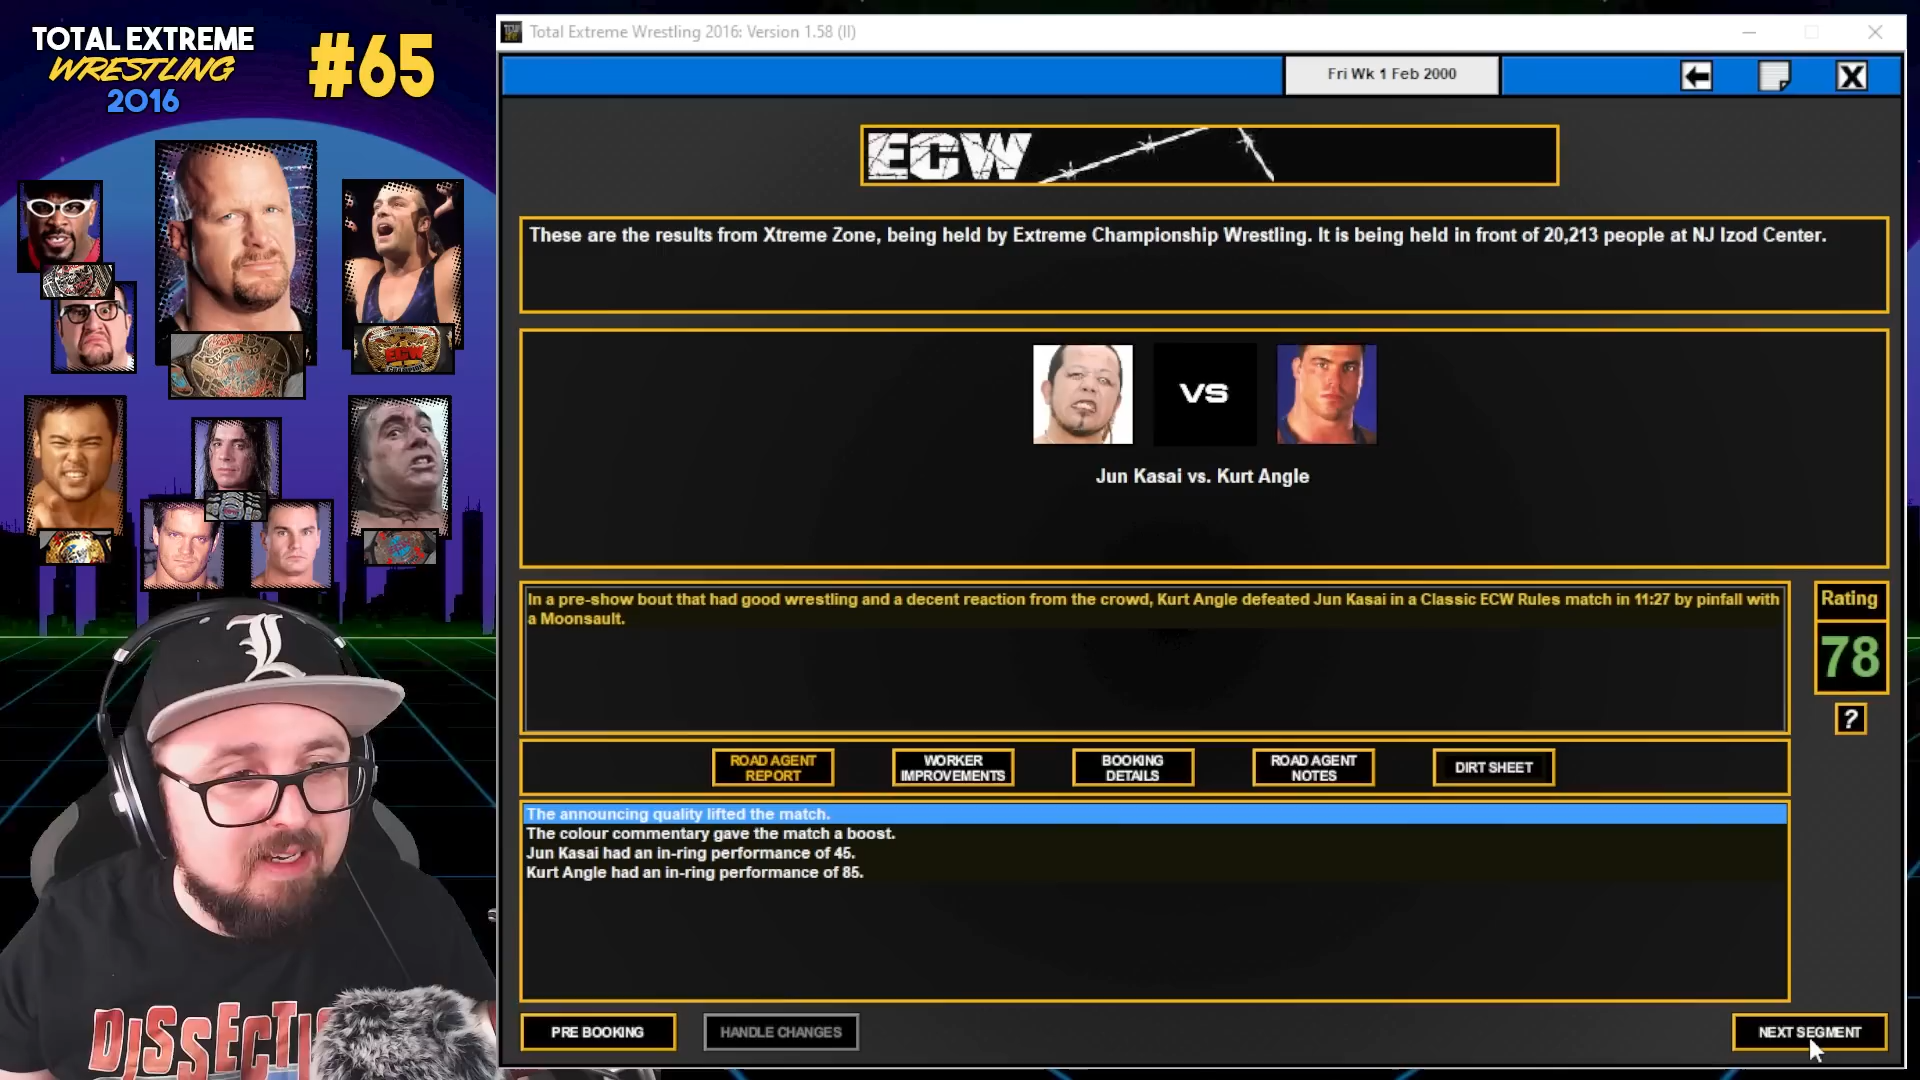 TOTAL EXTREME
WRESTLING
2016
#65
Total Extreme Wrestling 2016: Version 1.58 (II)
Fri Wk 1 Feb 2000
ECW
These are the results from Xtreme Zone, being held by Extreme Championship Wrestling. It is being held in front of 20,213 people at NJ Izod Center.
VS
Jun Kasai vs. Kurt Angle
In a pre-show bout that had good wrestling and a decent reaction from the crowd, Kurt Angle defeated Jun Kasai in a Classic ECW Rules match in 11:27 by pinfall with
a Moonsault.
Rating
78
?
ROAD AGENT
REPORT
WORKER
IMPROVEMENTS
BOOKING
DETAILS
ROAD AGENT
NOTES
DIRT SHEET
The announcing quality lifted the match.
The colour commentary gave the match a boost.
Jun Kasai had an in-ring performance of 45.
Kurt Angle had an in-ring performance of 85.
PRE BOOKING
HANDLE CHANGES
NEXT SEGMENT